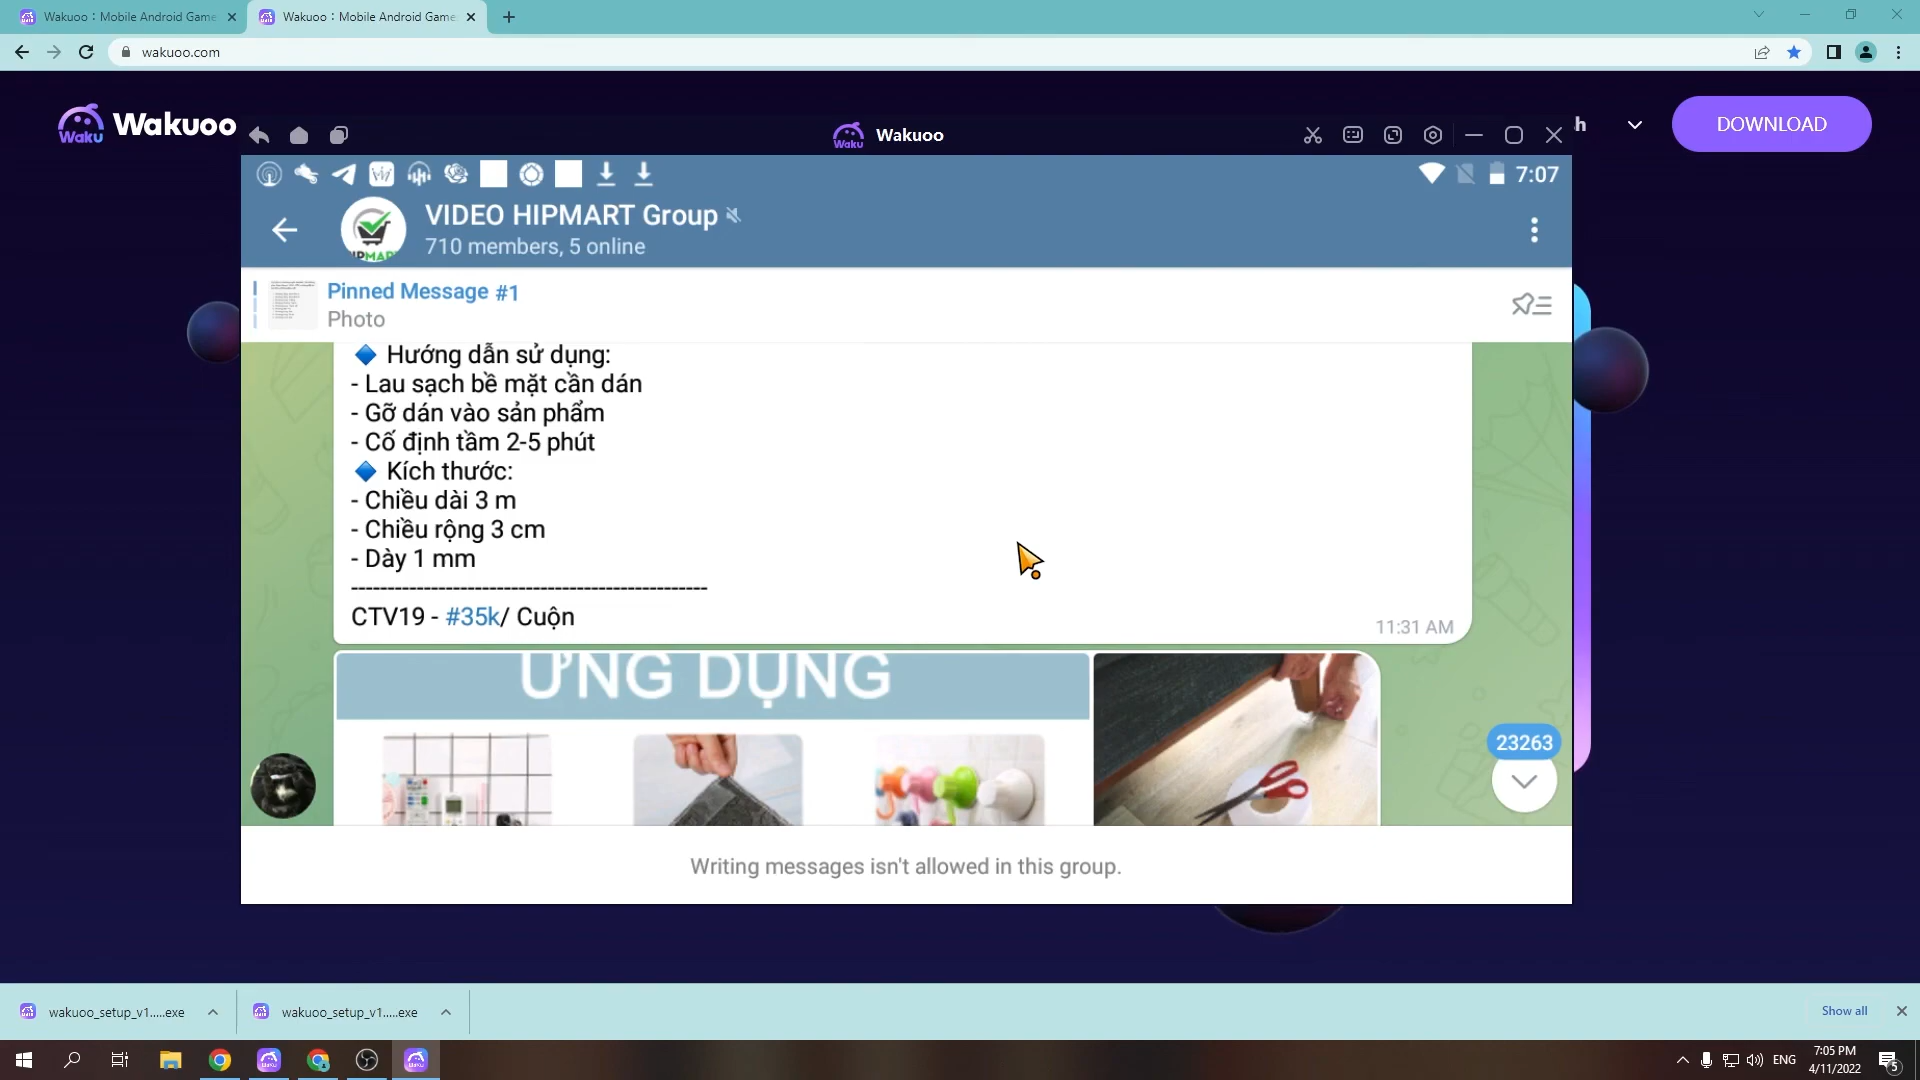 Wakuoo : Mobile Android Game
Wakuoo : Mobile Android Game
wakuoo.com
Waku
Wakuoo
Waku
Wakuoo
h
DOWNLOAD
7:07
VIDEO HIPMART Group
710 members, 5 online
Pinned Message #1
Photo
🔷 Hướng dẫn sử dụng:
- Lau sạch bề mặt cần dán
- Gỡ dán vào sản phẩm
- Cố định tầm 2-5 phút
🔷 Kích thước:
- Chiều dài 3 m
- Chiều rộng 3 cm
- Dày 1 mm
------------------------------------------------
CTV19 - #35k/ Cuộn
11:31 AM
ỨNG DỤNG
23263
Writing messages isn't allowed in this group.
wakuoo_setup_v1.....exe
wakuoo_setup_v1.....exe
Show all
ENG
7:05 PM
4/11/2022
5